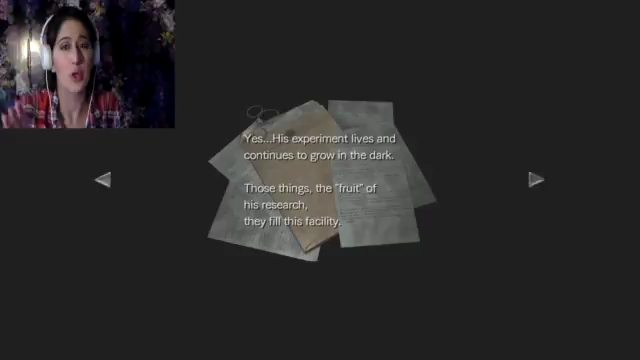 Yes...His experiment lives and
continues to grow in the dark.
Those things, the "fruit" of
his research,
they fill this facility.